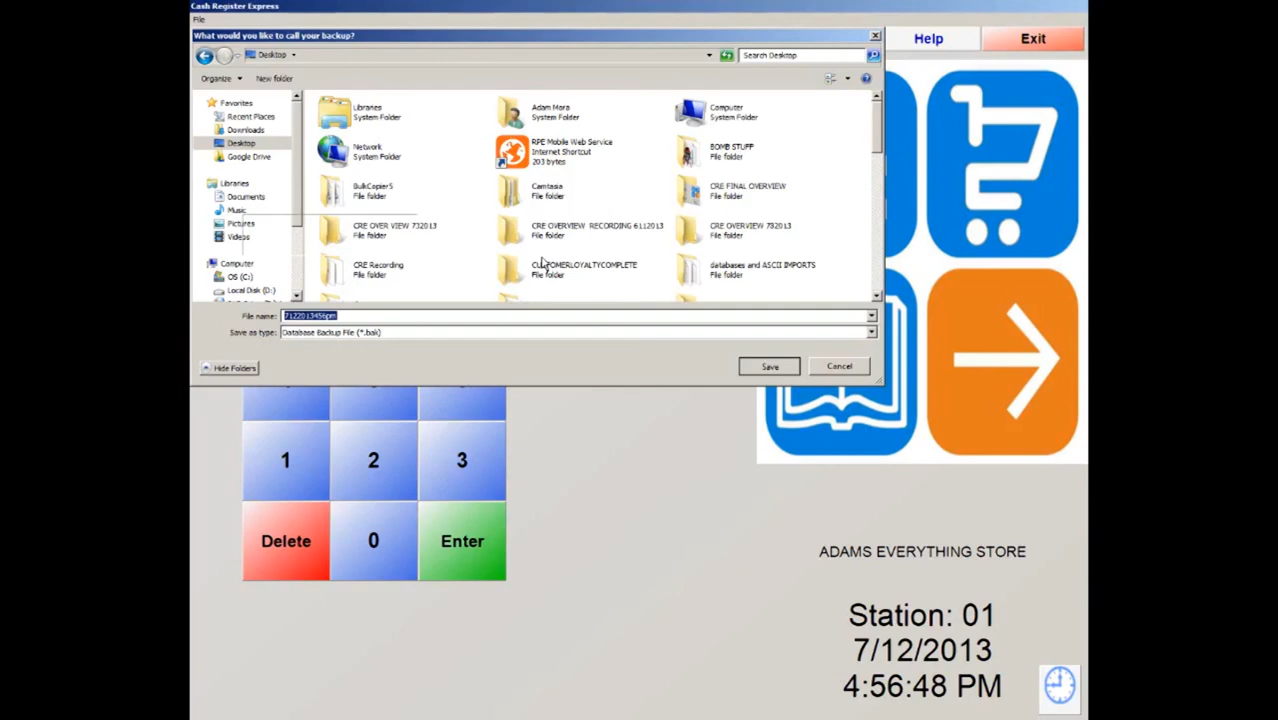 Cash Register Express
File
What would you like to call your backup?
Desktop
Search Desktop
Organize
New folder
Help
Exit
Favorites
Recent Places
Downloads
Desktop
Google Drive
Libraries
Documents
Music
Pictures
Videos
Computer
OS (C:)
Local Disk (D:)
Libraries
System Folder
Adam Mora
System Folder
Computer
System Folder
Network
System Folder
RPE Mobile Web Service
Internet Shortcut
203 bytes
BOMB STUFF
File folder
BulkCopier5
File folder
Camtasia
File folder
CRE FINAL OVERVIEW
File folder
CRE OVER VIEW 732013
File folder
CRE OVERVIEW RECORDING 6112013
File folder
CRE OVERVIEW 782013
File folder
CRE Recording
File folder
CUSTOMERLOYALTYCOMPLETE
File folder
databases and ASCII IMPORTS
File folder
File name: 7122013456pm
Save as type: Database Backup File (*.bak)
Hide Folders
Save
Cancel
1 2 3
Delete 0 Enter
ADAMS EVERYTHING STORE
Station: 01
7/12/2013
4:56:48 PM